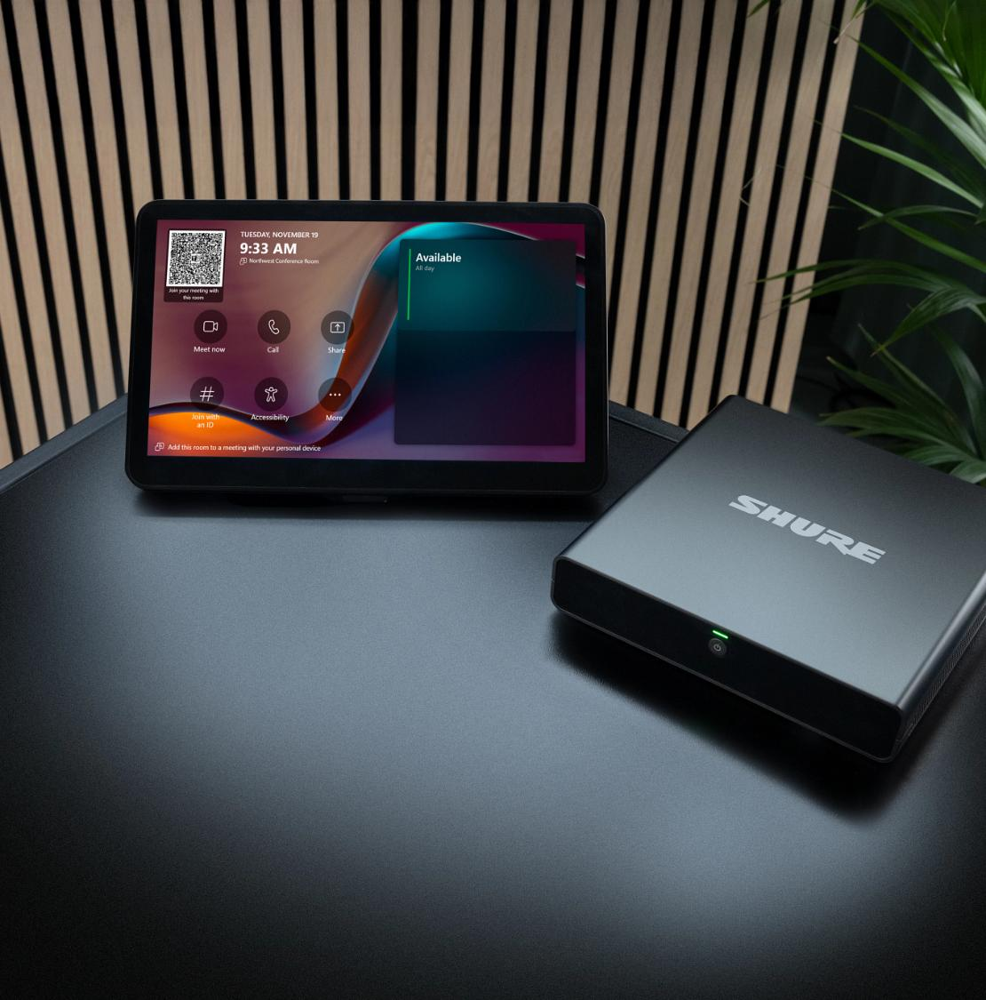 TUESDAY, NOVEMBER 19
9:33 AM
Northwest Conference Room
Join your meeting with
this room
Available
All day
Meet now
Call
Share
Join with
an ID
Accessibility
More
Add this room to a meeting with your personal device
SHURE